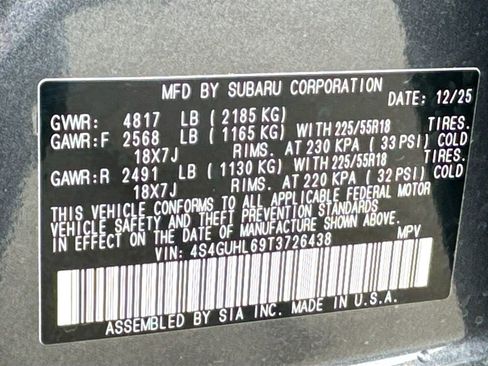 MFD BY SUBARU CORPORATION
DATE: 12/25
GVWR: 4817 LB ( 2185 KG)
GAWR:F 2568 LB ( 1165 KG) WITH 225/55R18 TIRES.
18X7J RIMS. AT 230 KPA ( 33 PSI) COLD
GAWR:R 2491 LB ( 1130 KG) WITH 225/55R18 TIRES.
18X7J RIMS. AT 220 KPA ( 32 PSI) COLD
THIS VEHICLE CONFORMS TO ALL APPLICABLE FEDERAL MOTOR
VEHICLE SAFETY AND THEFT PREVENTION STANDARDS
IN EFFECT ON THE DATE OF MANUFACTURE SHOWN ABOVE.
VIN: 4S4GUHL69T3726438 MPV
ASSEMBLED BY SIA INC. MADE IN U.S.A.